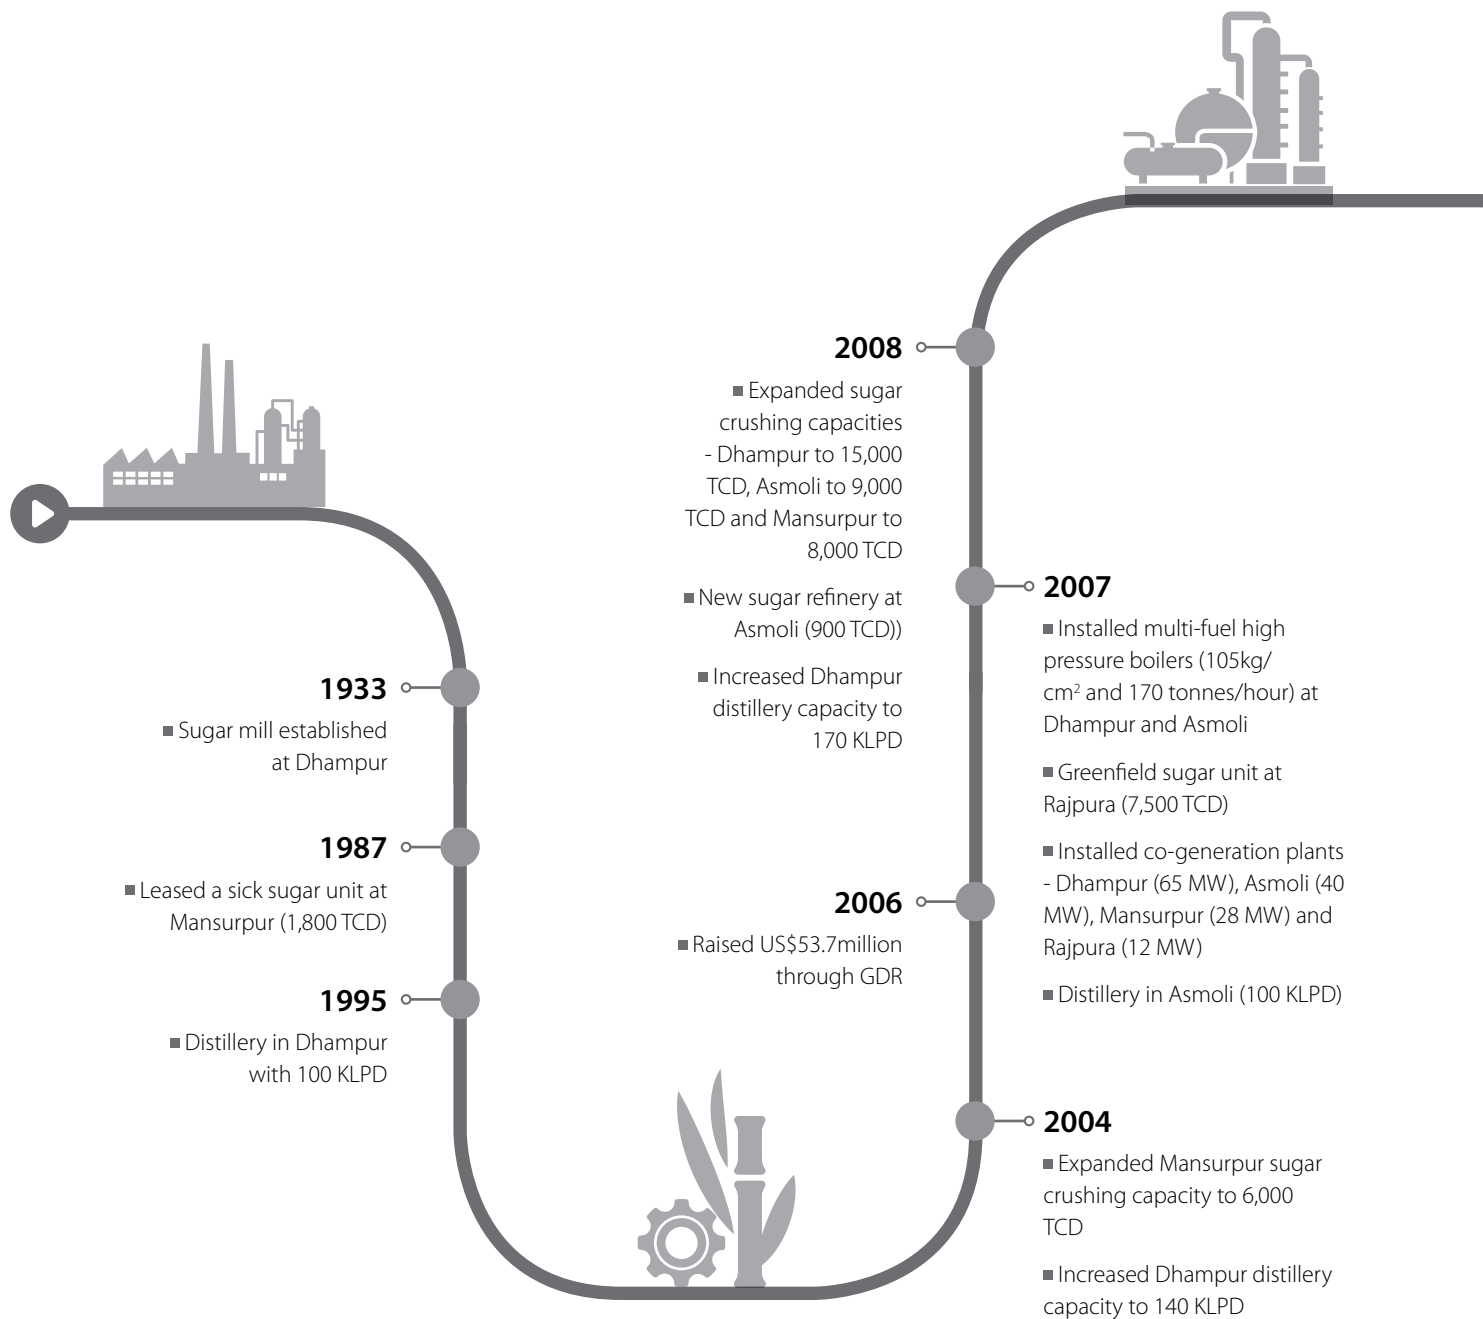 1933
■ Sugar mill established
at Dhampur
1987
■ Leased a sick sugar unit at
Mansurpur (1,800 TCD)
1995
■ Distillery in Dhampur
with 100 KLPD
2004
■ Expanded Mansurpur sugar
crushing capacity to 6,000
TCD
■ Increased Dhampur distillery
capacity to 140 KLPD
2006
■ Raised US$53.7million
through GDR
2007
■ Installed multi-fuel high
pressure boilers (105kg/
cm² and 170 tonnes/hour) at
Dhampur and Asmoli
■ Greenfield sugar unit at
Rajpura (7,500 TCD)
■ Installed co-generation plants
- Dhampur (65 MW), Asmoli (40
MW), Mansurpur (28 MW) and
Rajpura (12 MW)
■ Distillery in Asmoli (100 KLPD)
2008
■ Expanded sugar
crushing capacities
- Dhampur to 15,000
TCD, Asmoli to 9,000
TCD and Mansurpur to
8,000 TCD
■ New sugar refinery at
Asmoli (900 TCD))
■ Increased Dhampur
distillery capacity to
170 KLPD